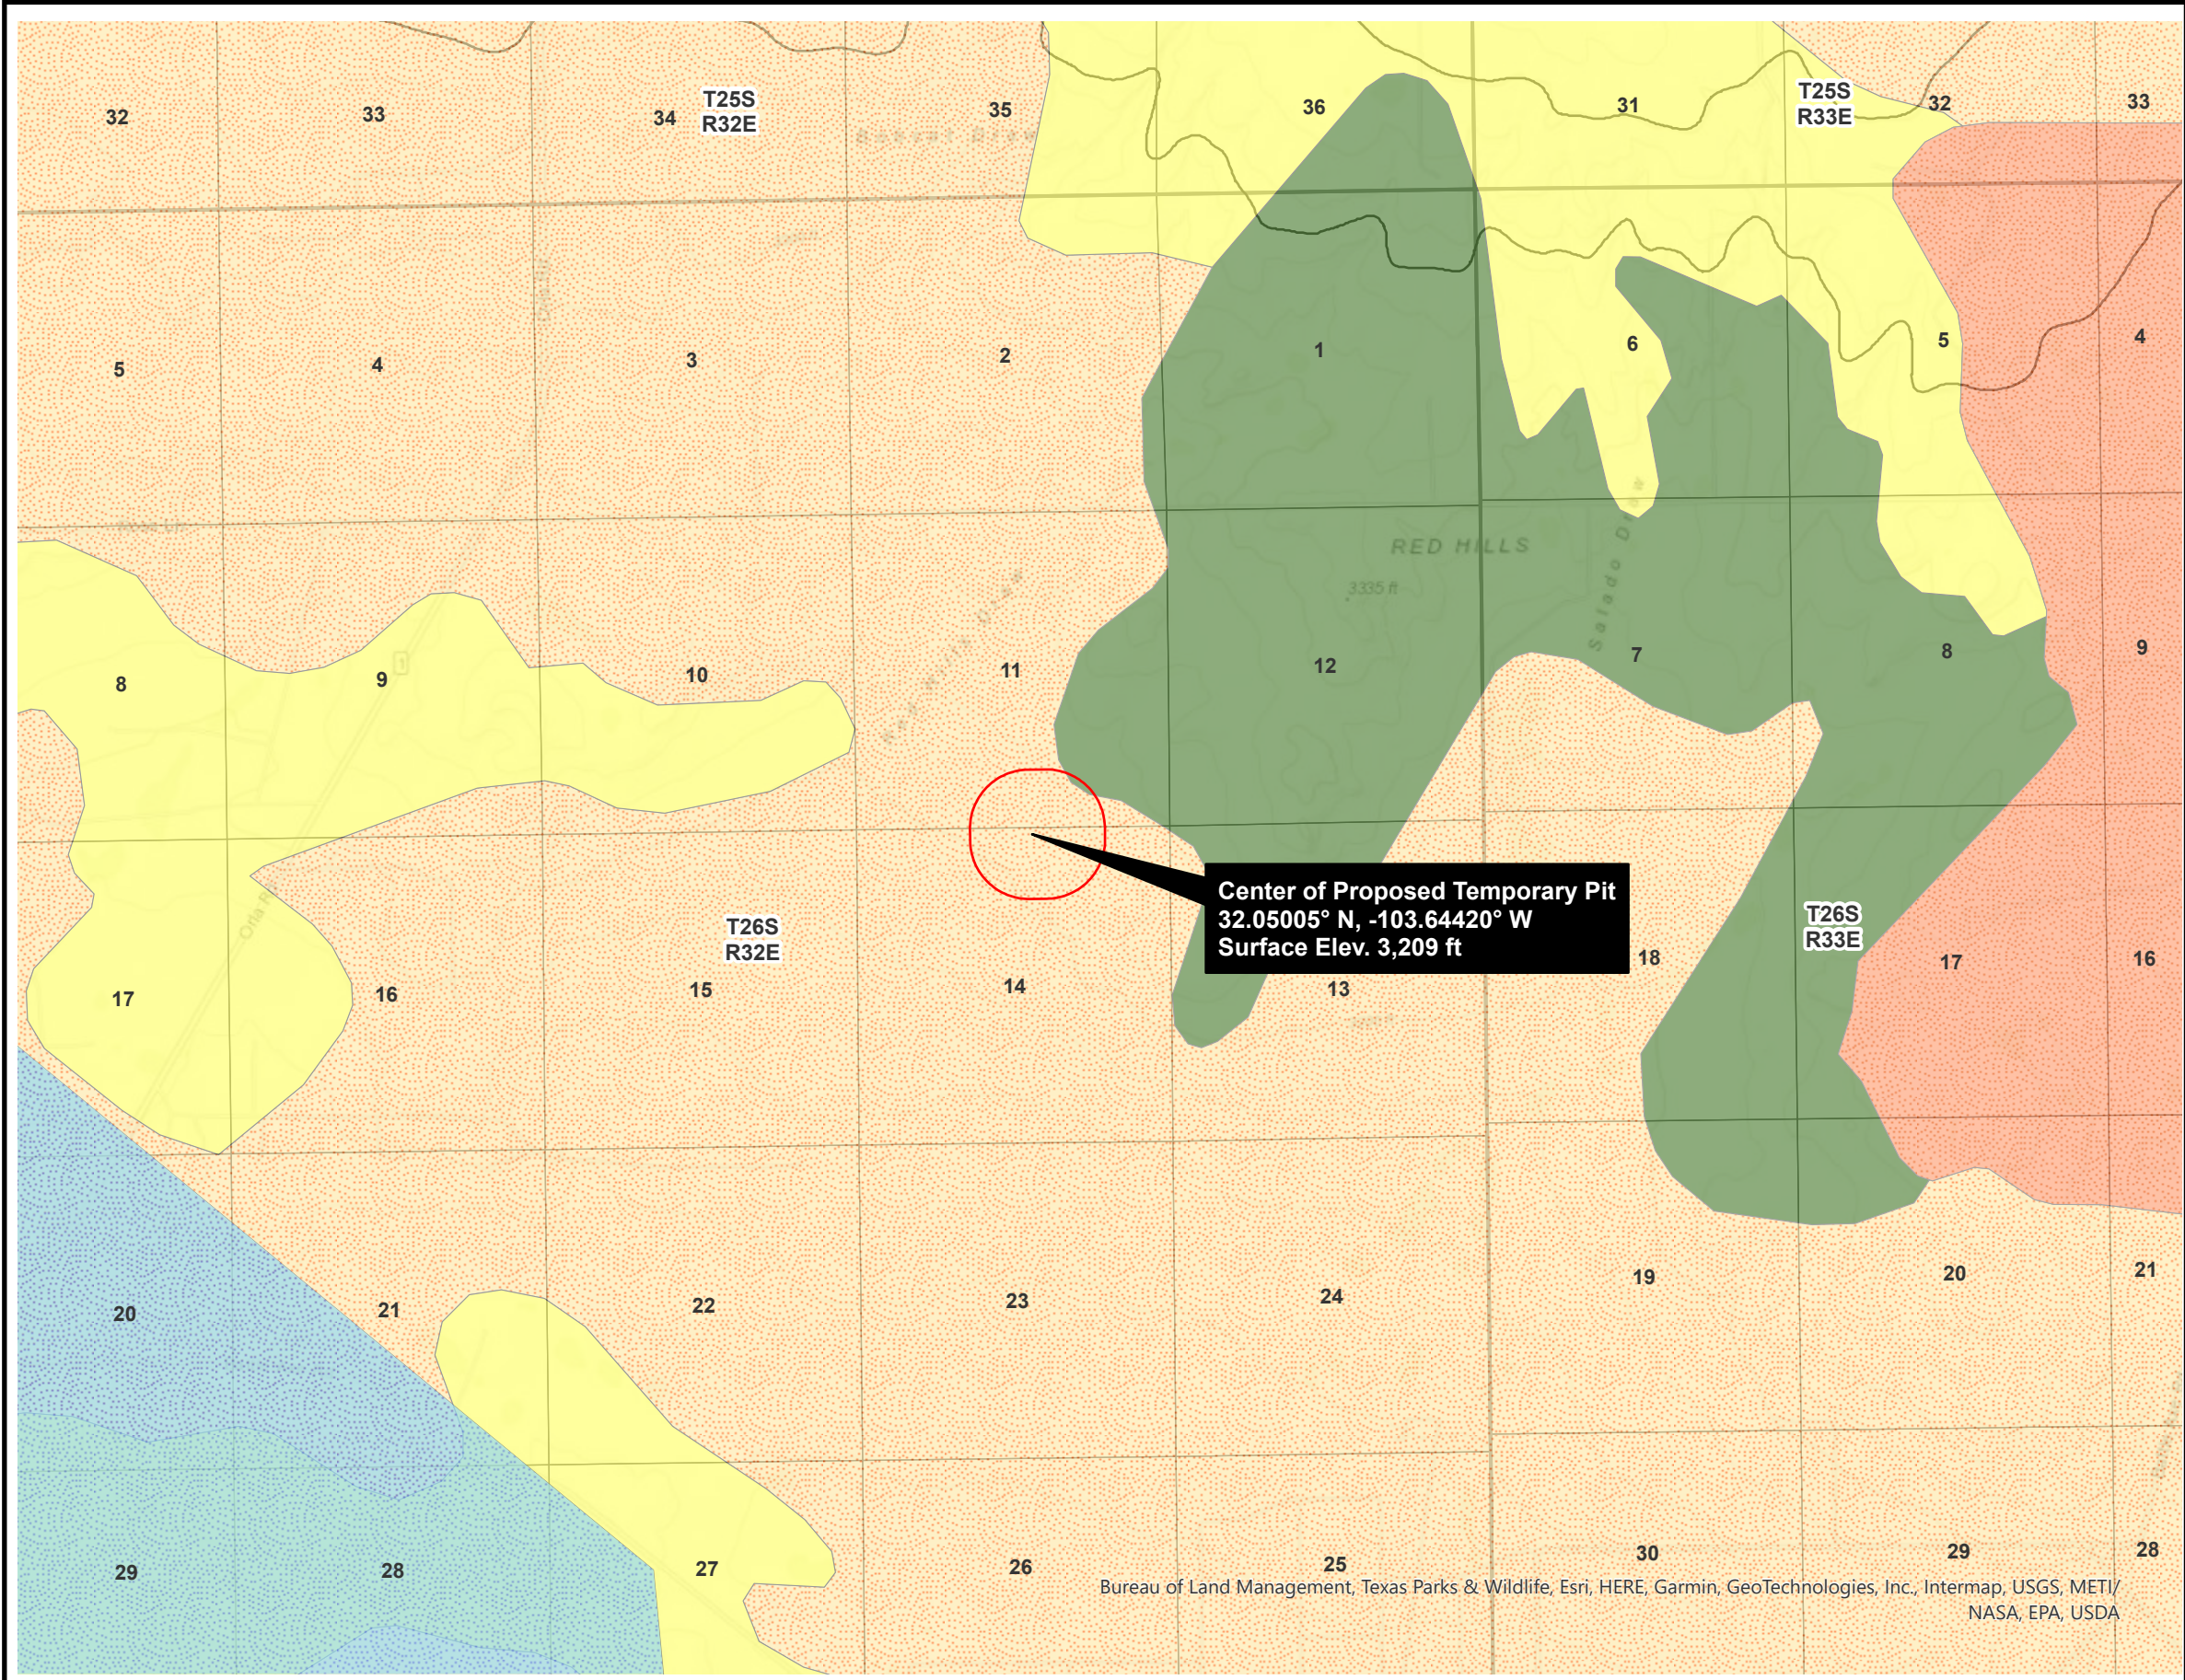 32 33 34 35 36 31 32 33
T25S
R32E
T25S
R33E
5 4 3 2 1 6 5 4
RED HILLS
3335 ft
Salado Draw
1
8 9 10 11 12 7 8 9
Orla R
Center of Proposed Temporary Pit
32.05005° N, -103.64420° W
Surface Elev. 3,209 ft
T26S
R32E
T26S
R33E
17 16 15 14 13 18 17 16
20 21 22 23 24 19 20 21
29 28 27 26 25 30 29 28
Bureau of Land Management, Texas Parks & Wildlife, Esri, HERE, Garmin, GeoTechnologies, Inc., Intermap, USGS, METI/
NASA, EPA, USDA